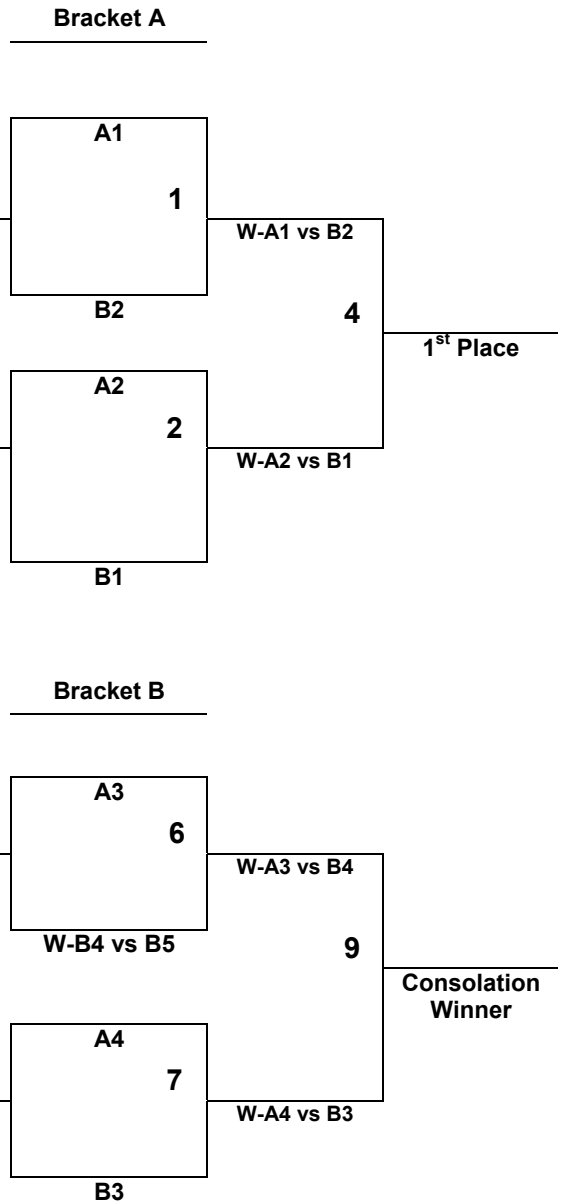 Bracket A
A1
1
W-A1 vs B2
B2
4
1st Place
A2
2
W-A2 vs B1
B1
Bracket B
A3
6
W-A3 vs B4
W-B4 vs B5
9
Consolation
Winner
A4
7
W-A4 vs B3
B3